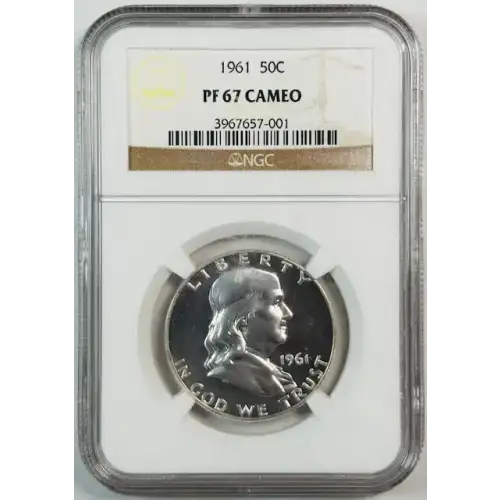 1961 50C
PF 67 CAMEO
3967657-001
NGC
LIBERTY
1961
IN GOD WE TRUST